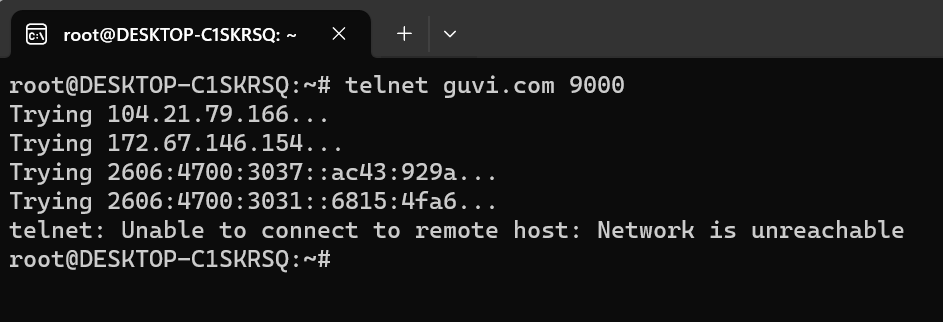 root@DESKTOP-C1SKRSQ: ~
root@DESKTOP-C1SKRSQ:~# telnet guvi.com 9000
Trying 104.21.79.166...
Trying 172.67.146.154...
Trying 2606:4700:3037::ac43:929a...
Trying 2606:4700:3031::6815:4fa6...
telnet: Unable to connect to remote host: Network is unreachable
root@DESKTOP-C1SKRSQ:~#